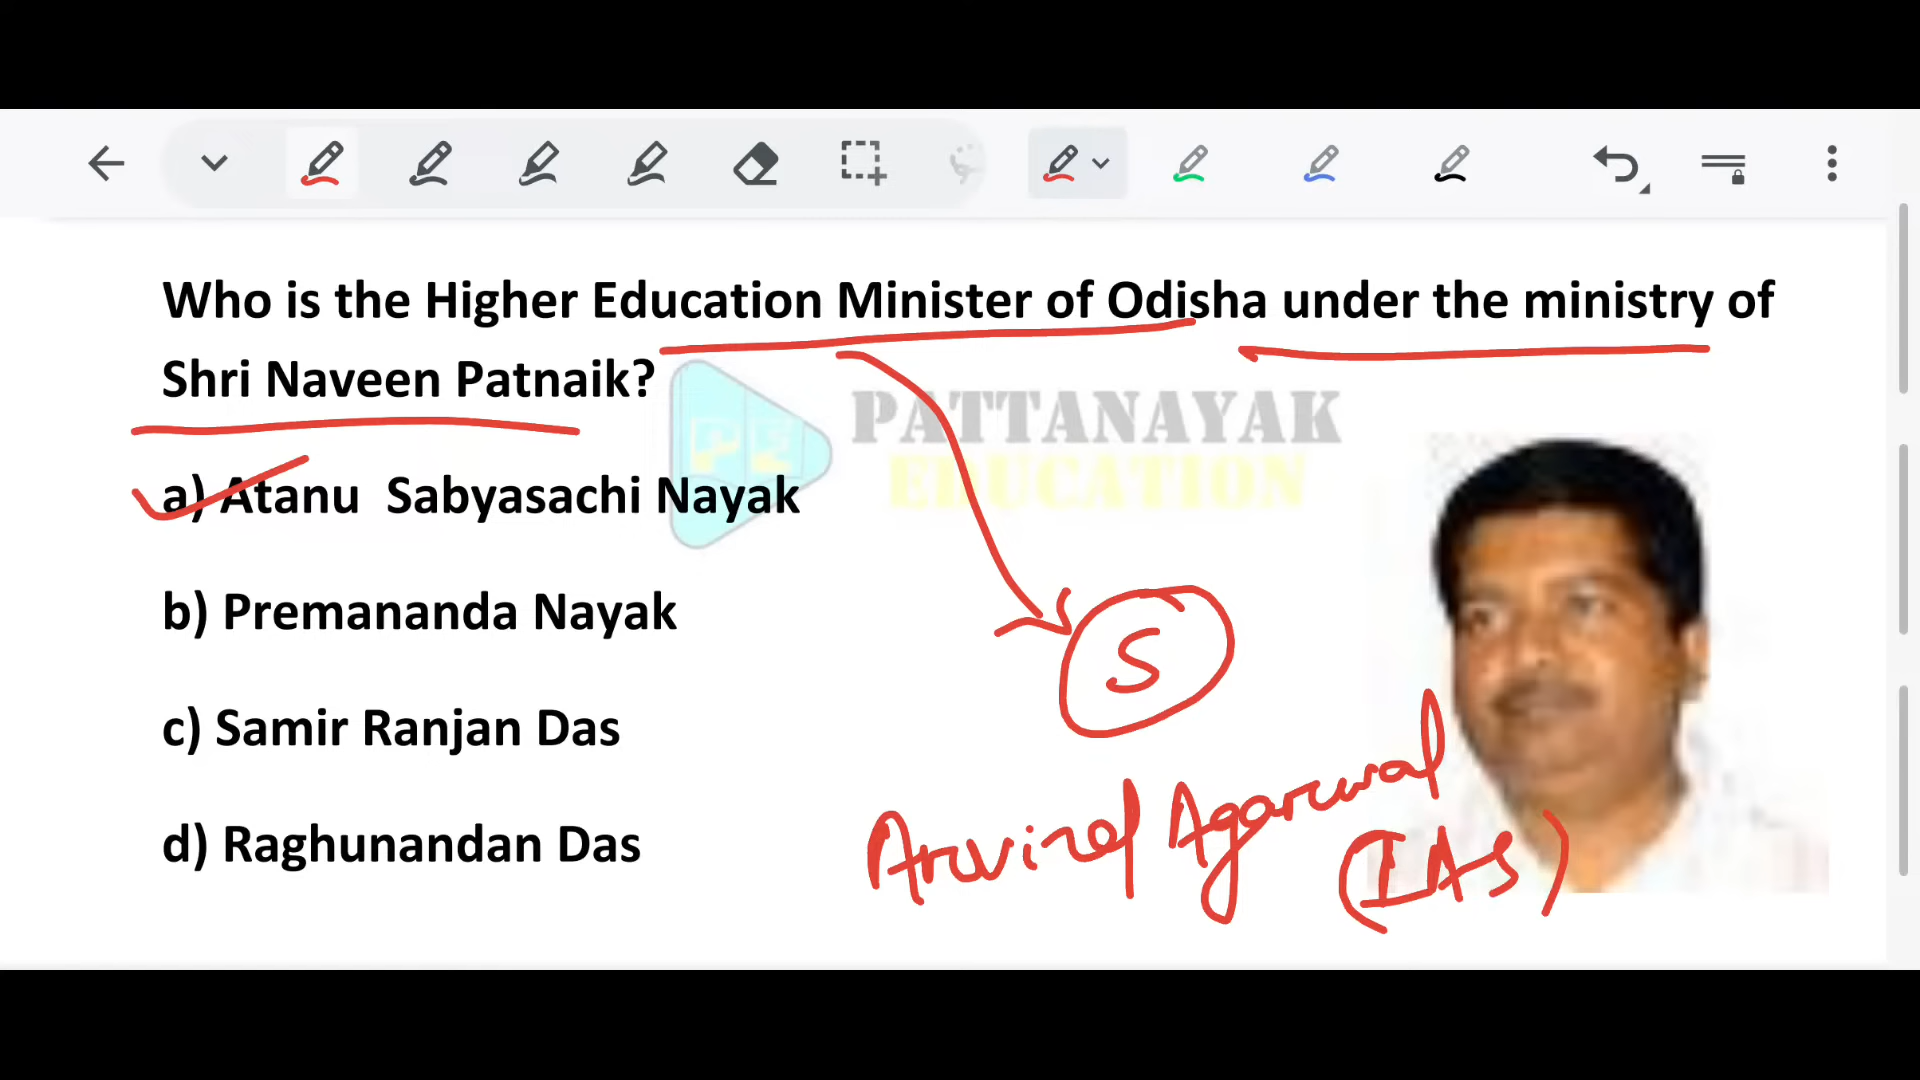 Who is the Higher Education Minister of Odisha under the ministry of
Shri Naveen Patnaik?
PE PATTANAYAK
EDUCATION
a) Atanu Sabyasachi Nayak
b) Premananda Nayak
S
c) Samir Ranjan Das
Arvind Agarwal
(IAS)
d) Raghunandan Das